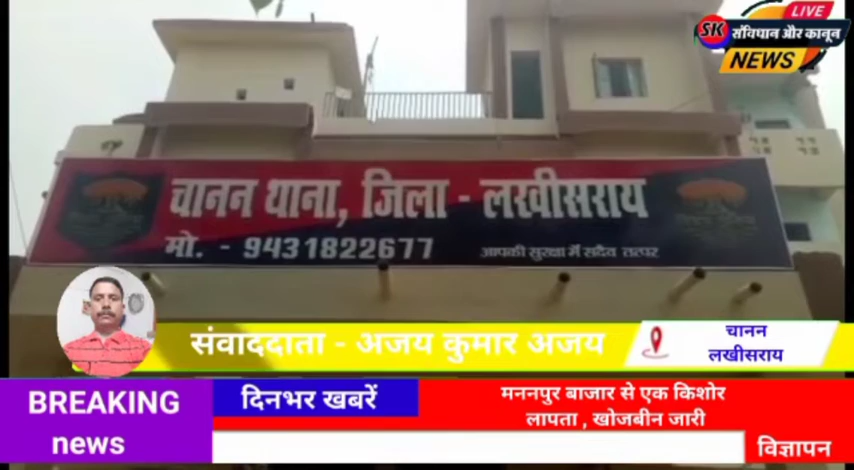 LIVE
SK संविधान और कानून
NEWS
चानन थाना, जिला - लखीसराय
मो. - 9431822677 आपकी सुरक्षा में सदैव तत्पर
संवाददाता - अजय कुमार अजय
चानन
लखीसराय
BREAKING
news
दिनभर खबरें
मननपुर बाजार से एक किशोर
लापता , खोजबीन जारी
विज्ञापन